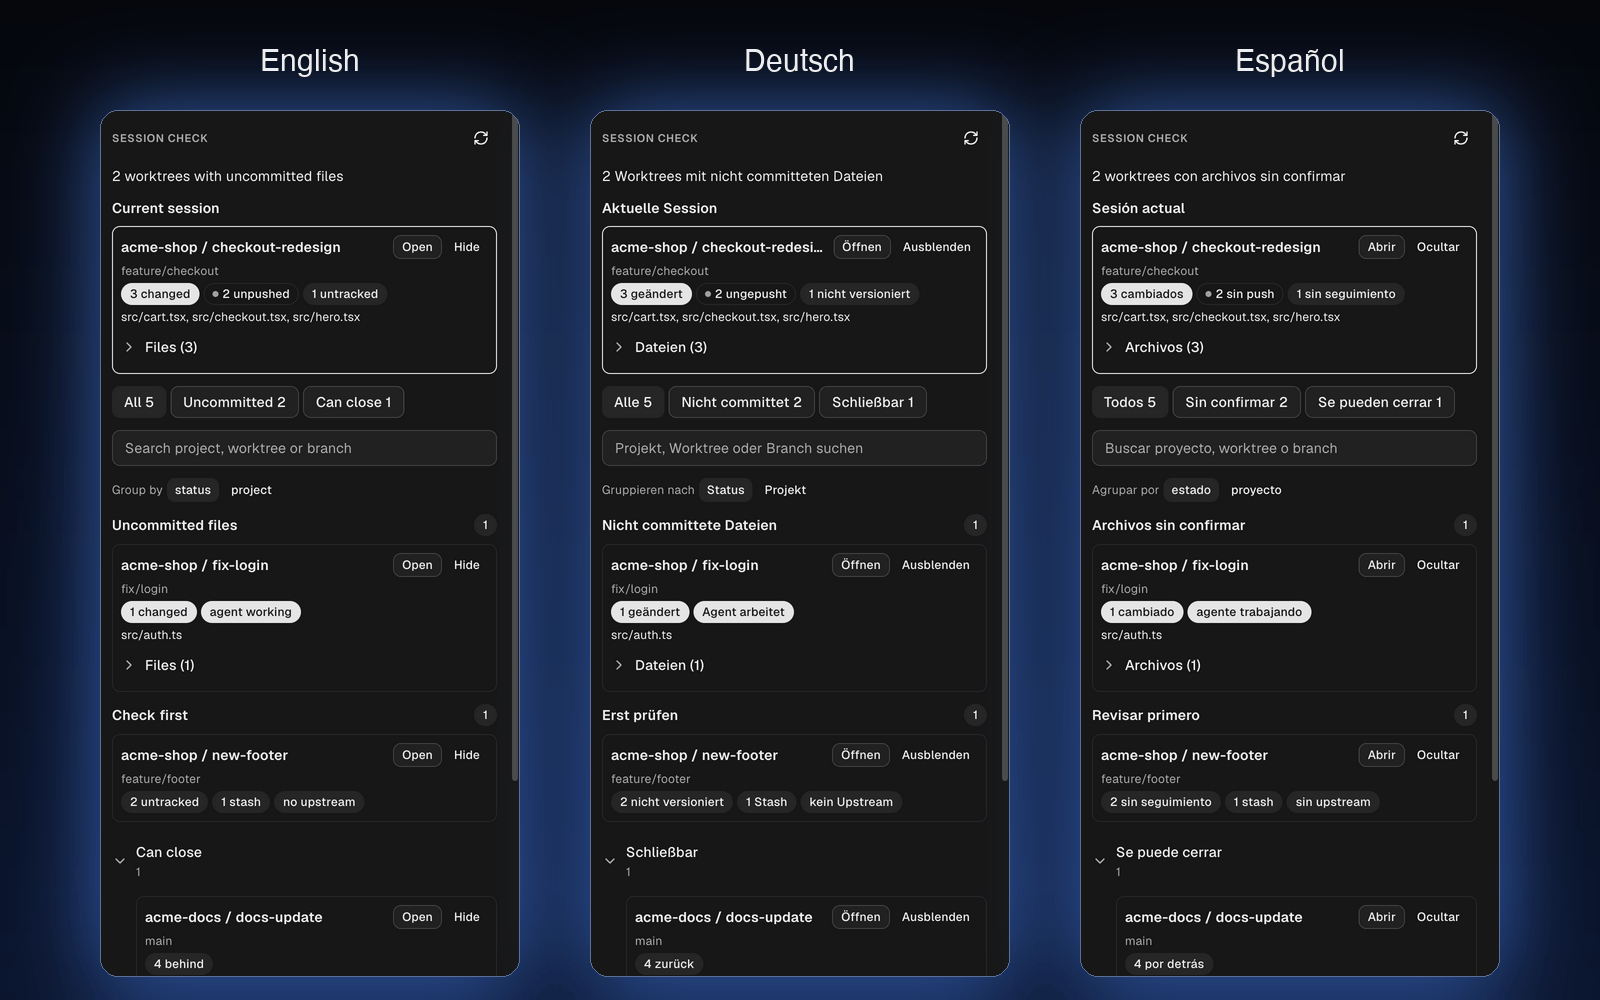 English
SESSION CHECK
2 worktrees with uncommitted files
Current session
acme-shop / checkout-redesign Open Hide
feature/checkout
3 changed 2 unpushed 1 untracked
src/cart.tsx, src/checkout.tsx, src/hero.tsx
Files (3)
All 5 Uncommitted 2 Can close 1
Search project, worktree or branch
Group by status project
Uncommitted files 1
acme-shop / fix-login Open Hide
fix/login
1 changed agent working
src/auth.ts
Files (1)
Check first 1
acme-shop / new-footer Open Hide
feature/footer
2 untracked 1 stash no upstream
Can close
1
acme-docs / docs-update Open Hide
main
4 behind
Deutsch
SESSION CHECK
2 Worktrees mit nicht committeten Dateien
Aktuelle Session
acme-shop / checkout-redesi... Öffnen Ausblenden
feature/checkout
3 geändert 2 ungepusht 1 nicht versioniert
src/cart.tsx, src/checkout.tsx, src/hero.tsx
Dateien (3)
Alle 5 Nicht committet 2 Schließbar 1
Projekt, Worktree oder Branch suchen
Gruppieren nach Status Projekt
Nicht committete Dateien 1
acme-shop / fix-login Öffnen Ausblenden
fix/login
1 geändert Agent arbeitet
src/auth.ts
Dateien (1)
Erst prüfen 1
acme-shop / new-footer Öffnen Ausblenden
feature/footer
2 nicht versioniert 1 Stash kein Upstream
Schließbar
1
acme-docs / docs-update Öffnen Ausblenden
main
4 zurück
Español
SESSION CHECK
2 worktrees con archivos sin confirmar
Sesión actual
acme-shop / checkout-redesign Abrir Ocultar
feature/checkout
3 cambiados 2 sin push 1 sin seguimiento
src/cart.tsx, src/checkout.tsx, src/hero.tsx
Archivos (3)
Todos 5 Sin confirmar 2 Se pueden cerrar 1
Buscar proyecto, worktree o branch
Agrupar por estado proyecto
Archivos sin confirmar 1
acme-shop / fix-login Abrir Ocultar
fix/login
1 cambiado agente trabajando
src/auth.ts
Archivos (1)
Revisar primero 1
acme-shop / new-footer Abrir Ocultar
feature/footer
2 sin seguimiento 1 stash sin upstream
Se puede cerrar
1
acme-docs / docs-update Abrir Ocultar
main
4 por detrás